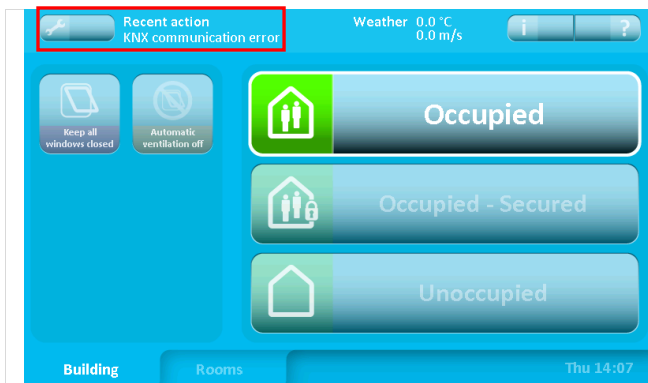 Recent action
KNX communication error
Weather 0.0 °C
0.0 m/s
i ?
Keep all
windows closed
Automatic
ventilation off
Occupied
Occupied - Secured
Unoccupied
Building Rooms Thu 14:07